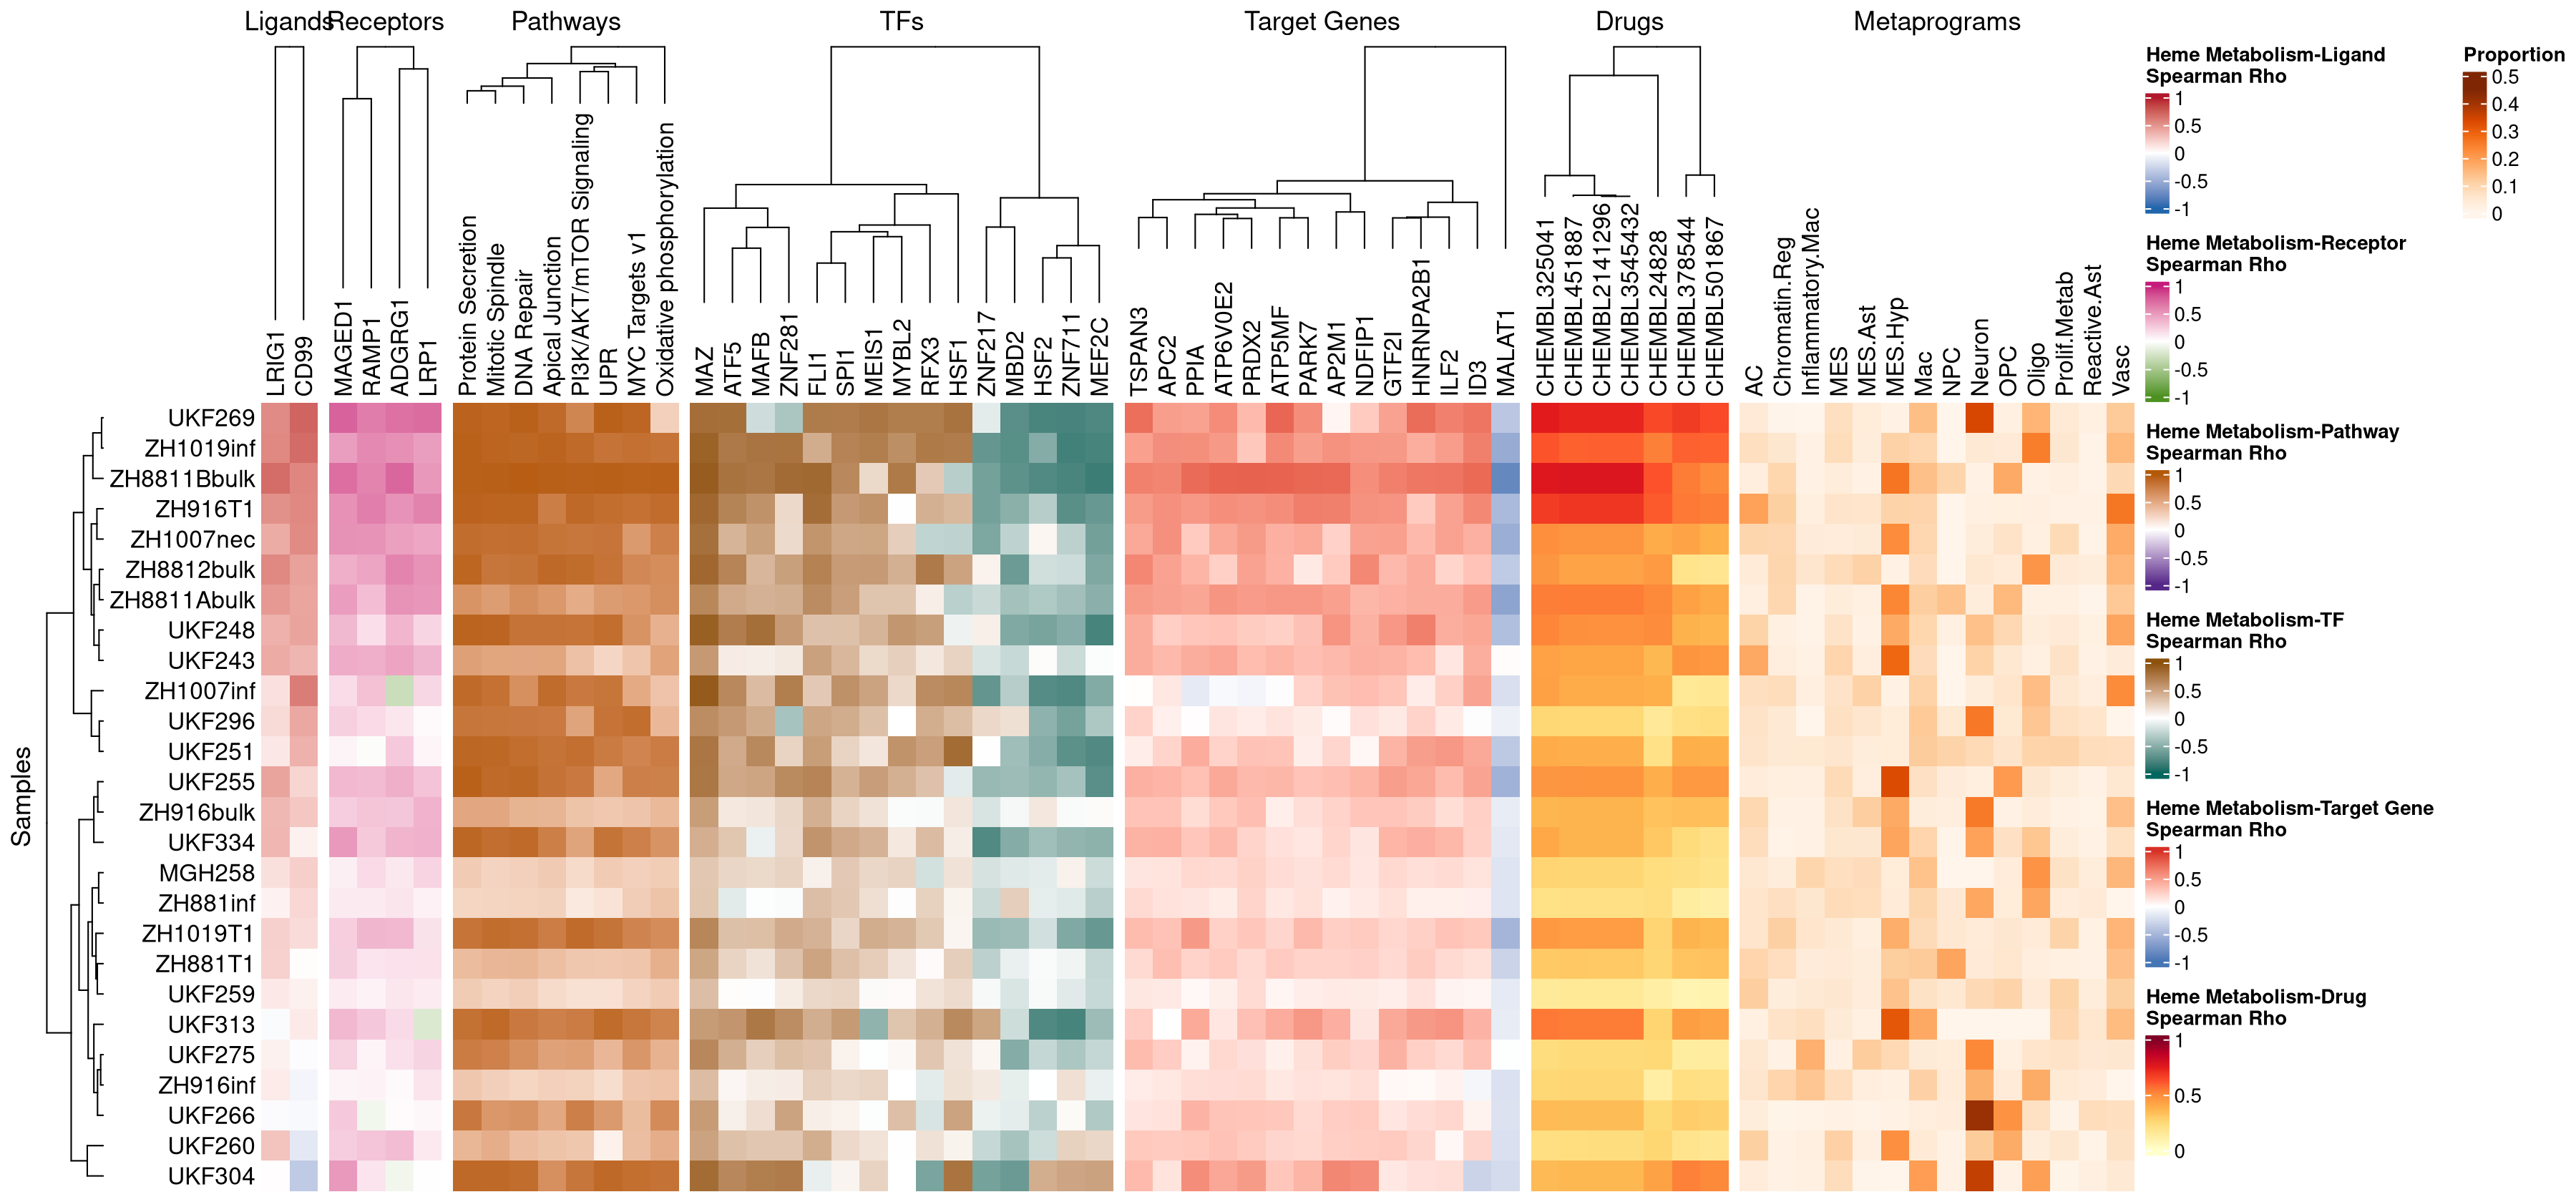 Ligands Receptors Pathways TFs Target Genes Drugs Metaprograms
LRIG1
CD99
MAGED1
RAMP1
ADGRG1
LRP1
Protein Secretion
Mitotic Spindle
DNA Repair
Apical Junction
PI3K/AKT/mTOR Signaling
UPR
MYC Targets v1
Oxidative phosphorylation
MAZ
ATF5
MAFB
ZNF281
FLI1
SPI1
MEIS1
MYBL2
RFX3
HSF1
ZNF217
MBD2
HSF2
ZNF711
MEF2C
TSPAN3
APC2
PPIA
ATP6V0E2
PRDX2
ATP5MF
PARK7
AP2M1
NDFIP1
GTF2I
HNRNPA2B1
ILF2
ID3
MALAT1
CHEMBL325041
CHEMBL451887
CHEMBL2141296
CHEMBL3545432
CHEMBL24828
CHEMBL378544
CHEMBL501867
AC
Chromatin.Reg
Inflammatory.Mac
MES
MES.Ast
MES.Hyp
Mac
NPC
Neuron
OPC
Oligo
Prolif.Metab
Reactive.Ast
Vasc
Samples
UKF269
ZH1019inf
ZH8811Bbulk
ZH916T1
ZH1007nec
ZH8812bulk
ZH8811Abulk
UKF248
UKF243
ZH1007inf
UKF296
UKF251
UKF255
ZH916bulk
UKF334
MGH258
ZH881inf
ZH1019T1
ZH881T1
UKF259
UKF313
UKF275
ZH916inf
UKF266
UKF260
UKF304
Heme Metabolism-Ligand
Spearman Rho
1
0.5
0
-0.5
-1
Heme Metabolism-Receptor
Spearman Rho
1
0.5
0
-0.5
-1
Heme Metabolism-Pathway
Spearman Rho
1
0.5
0
-0.5
-1
Heme Metabolism-TF
Spearman Rho
1
0.5
0
-0.5
-1
Heme Metabolism-Target Gene
Spearman Rho
1
0.5
0
-0.5
-1
Heme Metabolism-Drug
Spearman Rho
1
0.5
0
Proportion
0.5
0.4
0.3
0.2
0.1
0